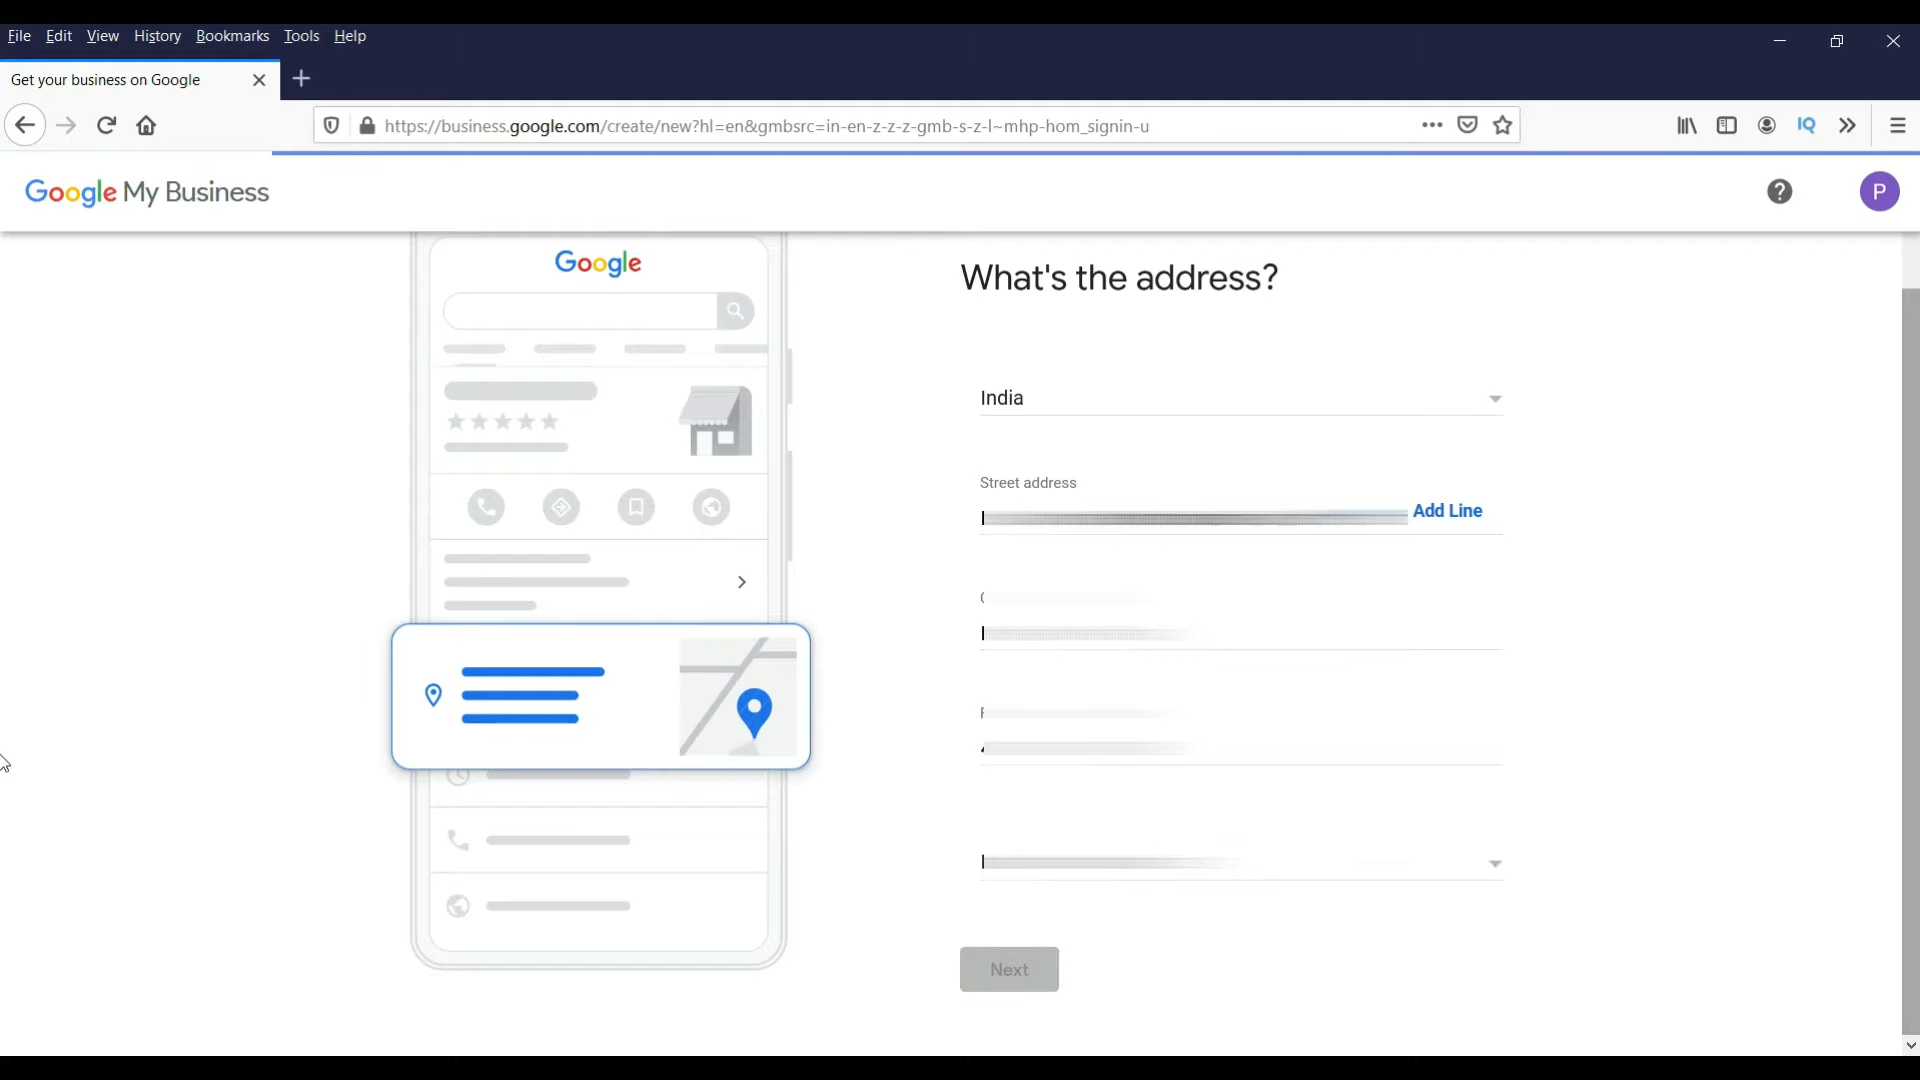 File Edit View History Bookmarks Tools Help
Get your business on Google
https://business.google.com/create/new?hl=en&gmbsrc=in-en-z-z-z-gmb-s-z-l~mhp-hom_signin-u
IQ
Google My Business
P
Google
What's the address?
India
Street address
Add Line
Next